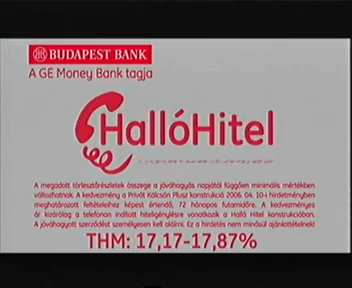 BUDAPEST BANK
A GE Money Bank tagja
HallóHitel
A megadott törlesztőrészletek összege a jóváhagyás napjától függően minimális mértékben
változhatnak. A kedvezmény a Privát Kölcsön Plusz konstrukció 2006. 04. 10-i hirdetményben
meghatározott feltételeihez képest értendő, 72 hónapos futamidőre. A kedvezményes
ár kizárólag a telefonon indított hiteligénylésre vonatkozik a Halló Hitel konstrukcióban.
A jóváhagyott szerződést személyesen kell aláírni. Ez a hirdetés nem minősül ajánlattételnek!
THM: 17,17-17,87%